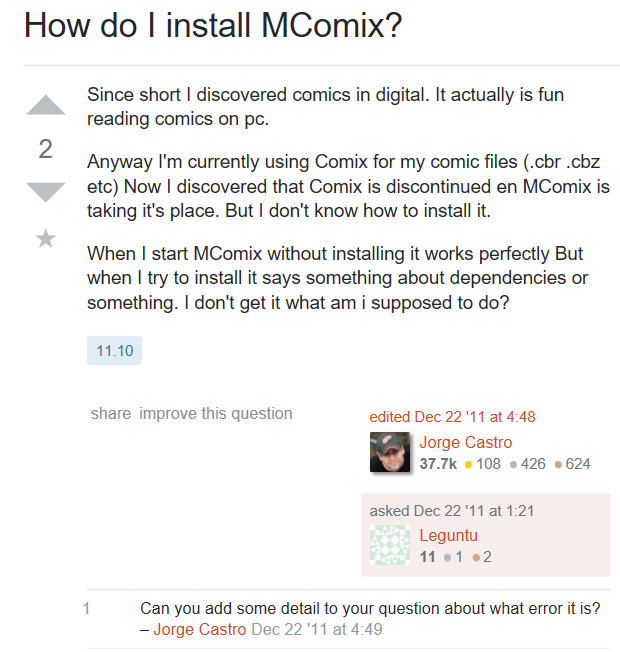 How do I install MComix?
Since short I discovered comics in digital. It actually is fun
reading comics on pc.
2
Anyway I'm currently using Comix for my comic files (.cbr .cbz
etc) Now I discovered that Comix is discontinued en MComix is
taking it's place. But I don't know how to install it.
When I start MComix without installing it works perfectly But
when I try to install it says something about dependencies or
something. I don't get it what am i supposed to do?
11.10
share improve this question
edited Dec 22 '11 at 4:48
Jorge Castro
37.7k 108 426 624
asked Dec 22 '11 at 1:21
Leguntu
11 1 2
1 Can you add some detail to your question about what error it is?
– Jorge Castro Dec 22 '11 at 4:49